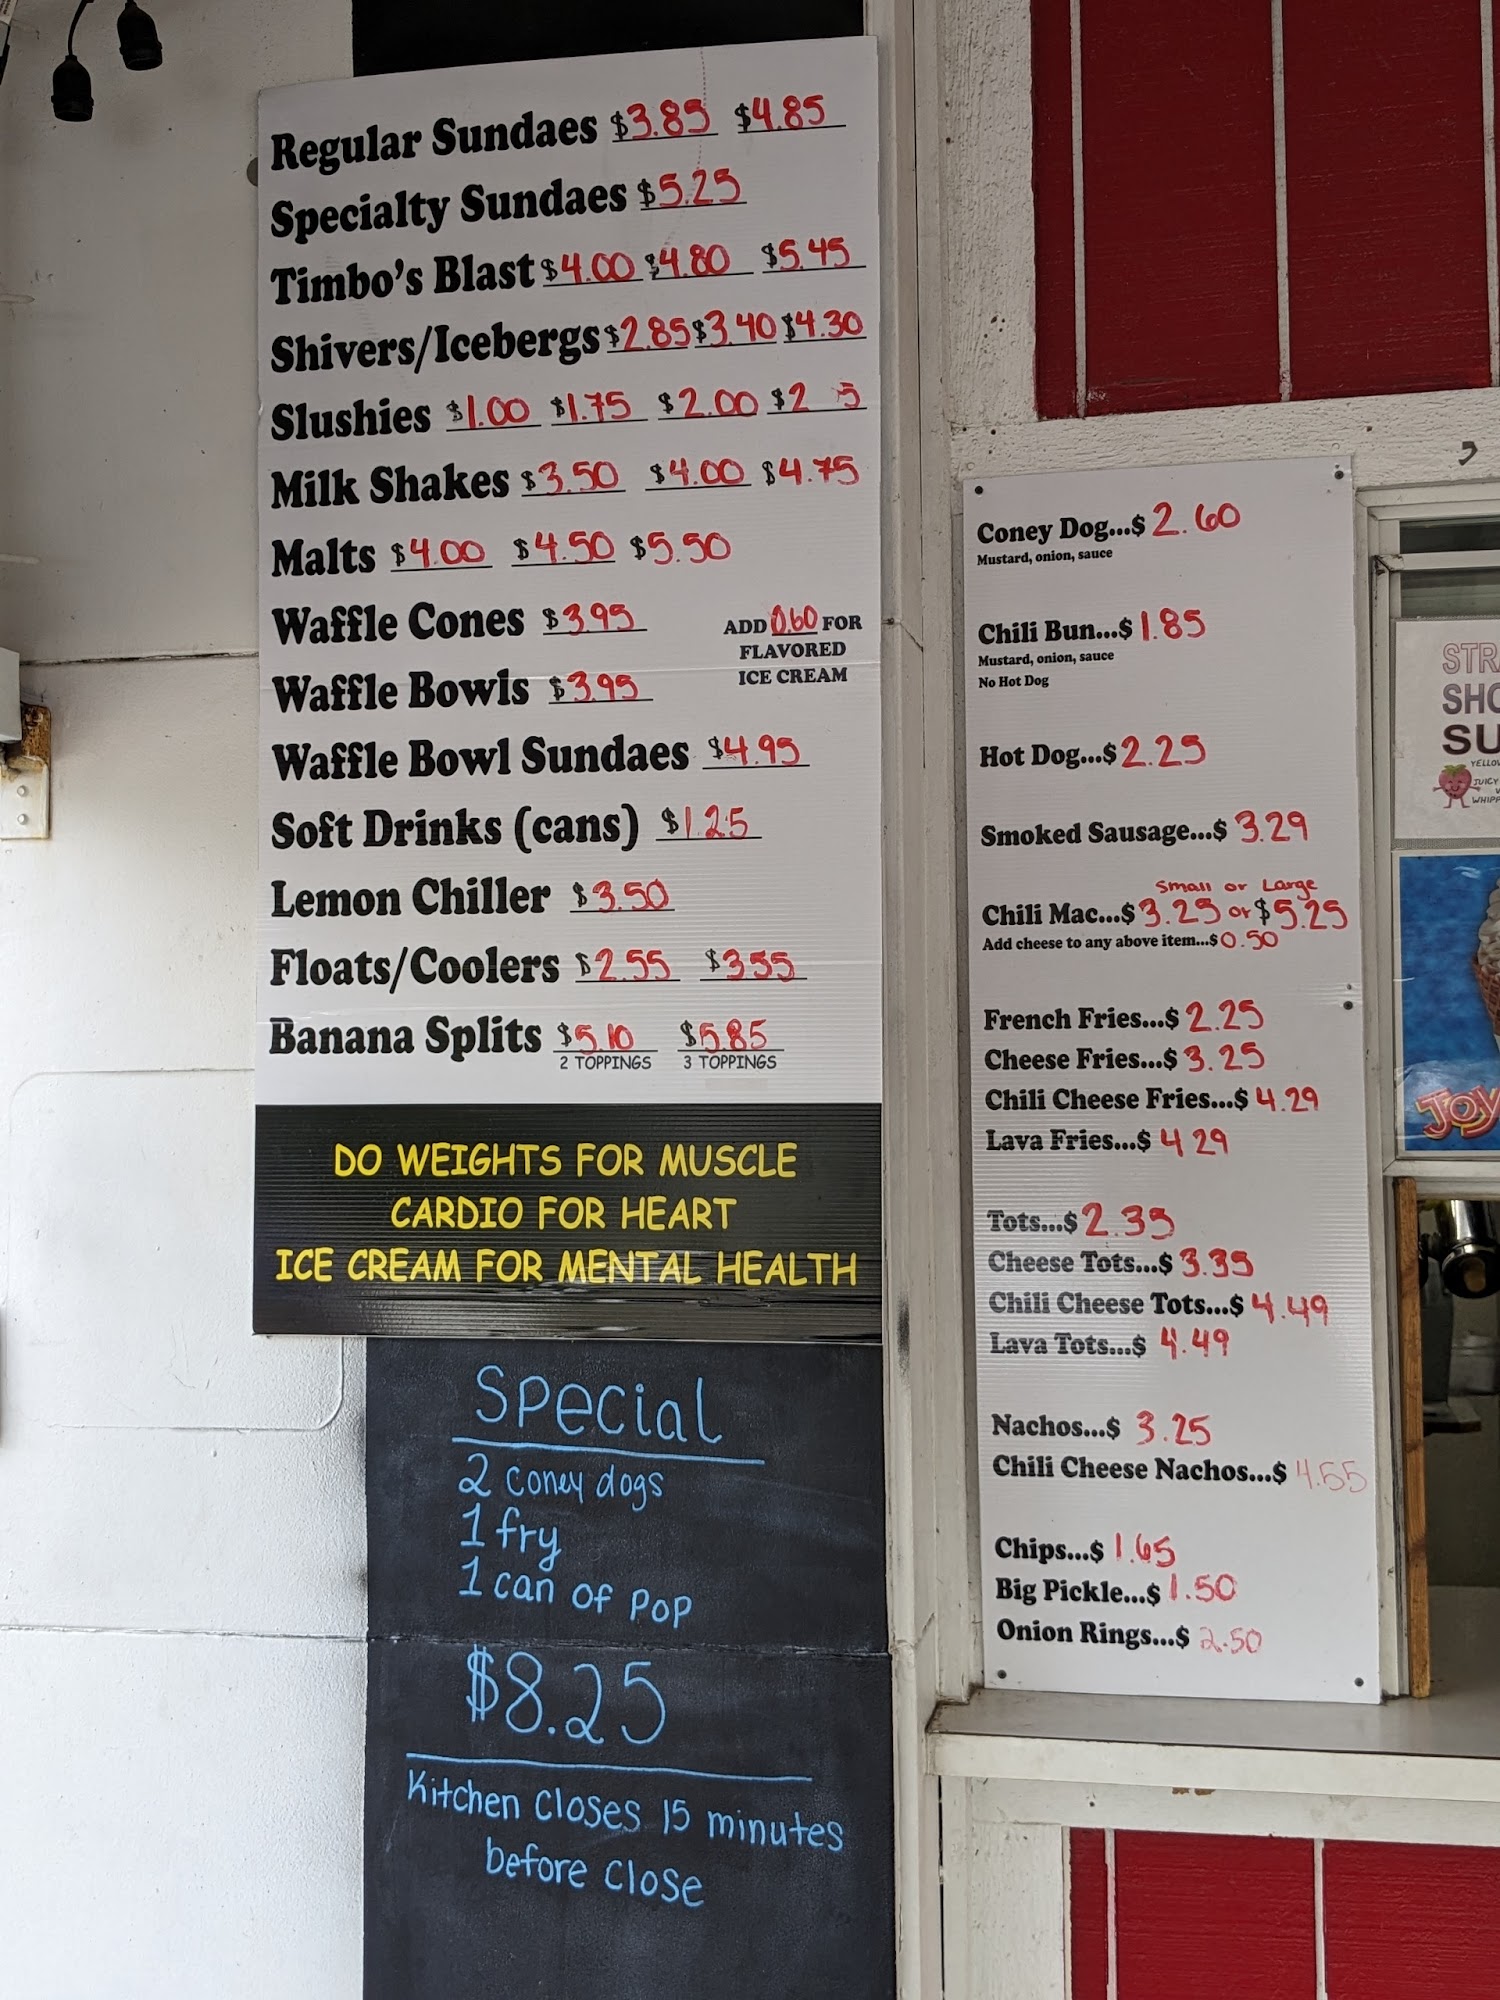 Regular Sundaes $3.85 $4.85
Specialty Sundaes $5.25
Timbo's Blast $4.00 $4.80 $5.45
Shivers/Icebergs $2.85 $3.40 $4.30
Slushies $1.00 $1.75 $2.00 $2 5
Milk Shakes $3.50 $4.00 $4.75
Malts $4.00 $4.50 $5.50
Waffle Cones $3.95
ADD 0.60 FOR
FLAVORED
ICE CREAM
Waffle Bowls $3.95
Waffle Bowl Sundaes $4.95
Soft Drinks (cans) $1.25
Lemon Chiller $3.50
Floats/Coolers $2.55 $3.55
Banana Splits $5.10 $5.85
2 TOPPINGS 3 TOPPINGS
DO WEIGHTS FOR MUSCLE
CARDIO FOR HEART
ICE CREAM FOR MENTAL HEALTH
Special
2 coney dogs
1 fry
1 can of pop
$8.25
Kitchen closes 15 minutes
before close
Coney Dog...$ 2.60
Mustard, onion, sauce
Chili Bun...$ 1.85
Mustard, onion, sauce
No Hot Dog
Hot Dog...$ 2.25
Smoked Sausage...$ 3.29
Small or Large
Chili Mac...$ 3.25 or $5.25
Add cheese to any above item...$0.50
French Fries...$ 2.25
Cheese Fries...$ 3.25
Chili Cheese Fries...$ 4.29
Lava Fries...$ 4 29
Tots...$ 2.35
Cheese Tots...$ 3.35
Chili Cheese Tots...$ 4.49
Lava Tots...$ 4.49
Nachos...$ 3.25
Chili Cheese Nachos...$ 4.55
Chips...$ 1.65
Big Pickle...$ 1.50
Onion Rings...$ 2.50
STR
SHO
SU
YELLOW
JUICY
WHIPP
Joy